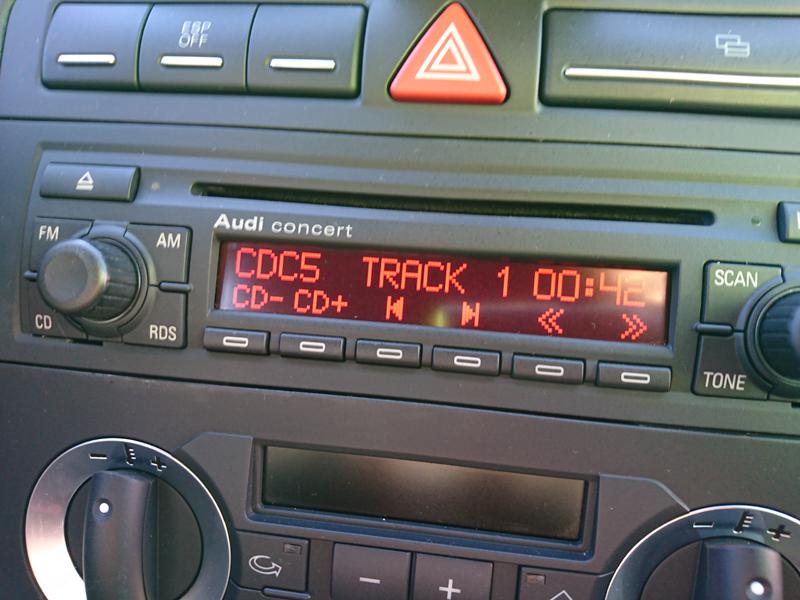 ESP
OFF
Audi concert
FM
AM
CD
RDS
CDC5 TRACK 1 00:42
CD- CD+
SCAN
TONE
- +
- +
- +